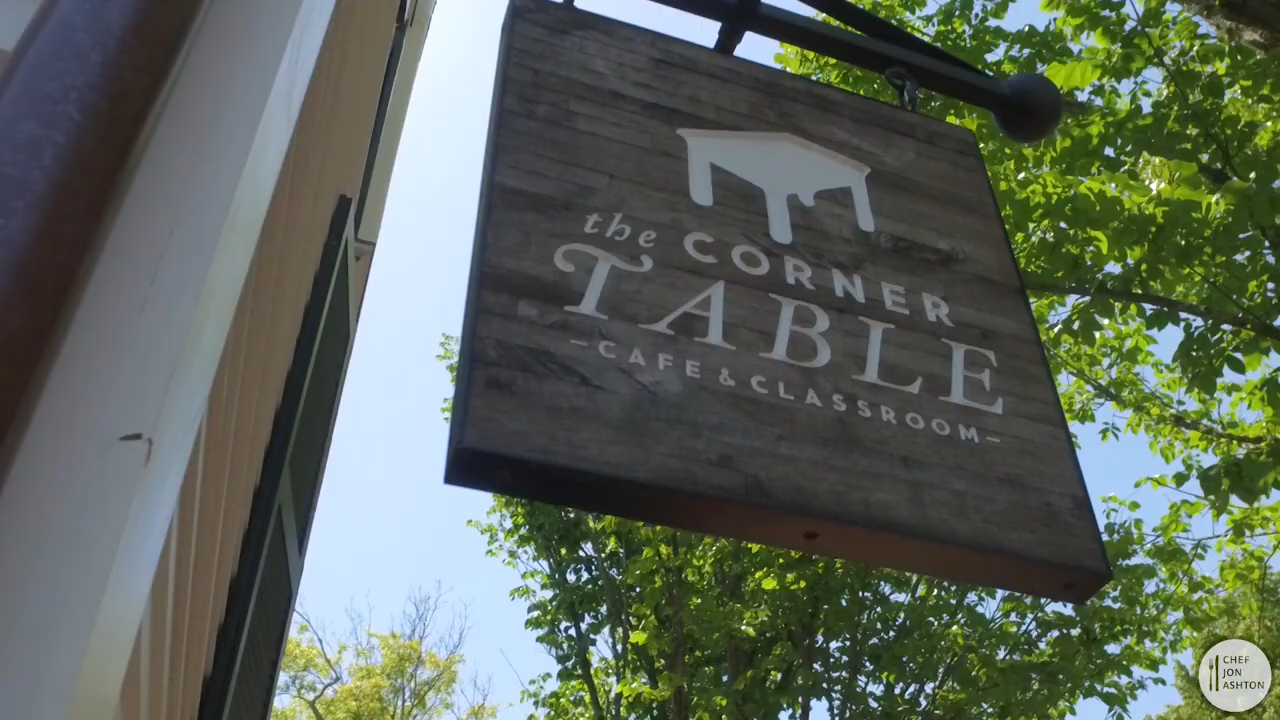 the CORNER
TABLE
–CAFE & CLASSROOM–
CHEF
JON
ASHTON